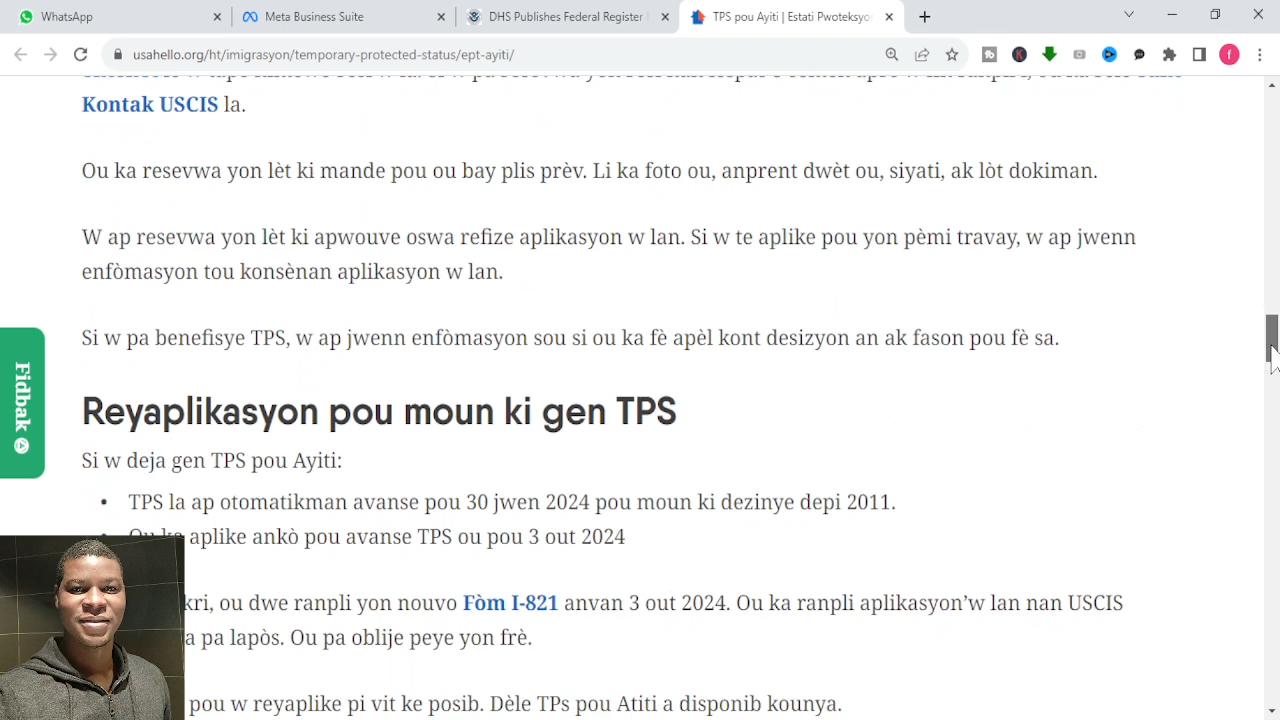 WhatsApp
Meta Business Suite
DHS Publishes Federal Register
TPS pou Ayiti | Estati Pwoteksyo
usahello.org/ht/imigrasyon/temporary-protected-status/ept-ayiti/
Kontak USCIS la.
Ou ka resevwa yon lèt ki mande pou ou bay plis prèv. Li ka foto ou, anprent dwèt ou, siyati, ak lòt dokiman.
W ap resevwa yon lèt ki apwouve oswa refize aplikasyon w lan. Si w te aplike pou yon pèmi travay, w ap jwenn
enfòmasyon tou konsènan aplikasyon w lan.
Si w pa benefisye TPS, w ap jwenn enfòmasyon sou si ou ka fè apèl kont desizyon an ak fason pou fè sa.
Fidbak
Reyaplikasyon pou moun ki gen TPS
Si w deja gen TPS pou Ayiti:
• TPS la ap otomatikman avanse pou 30 jwen 2024 pou moun ki dezinye depi 2011.
• Ou ka aplike ankò pou avanse TPS ou pou 3 out 2024
kri, ou dwe ranpli yon nouvo Fòm I-821 anvan 3 out 2024. Ou ka ranpli aplikasyon’w lan nan USCIS
a pa lapòs. Ou pa oblije peye yon frè.
pou w reyaplike pi vit ke posib. Dèle TPs pou Atiti a disponib kounya.